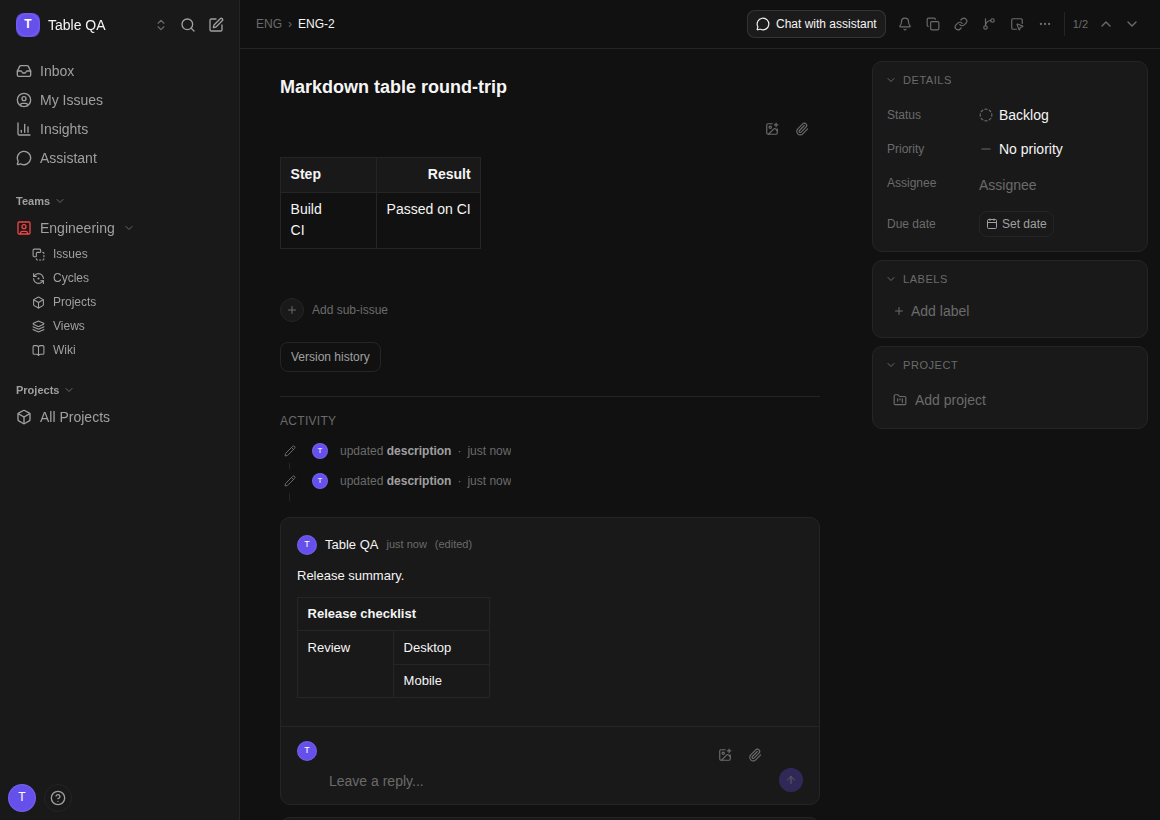 T Table QA
Inbox
My Issues
Insights
Assistant
Teams
Engineering
Issues
Cycles
Projects
Views
Wiki
Projects
All Projects
T
ENG › ENG-2
Chat with assistant
1/2
Markdown table round-trip
Step Result
Build Passed on CI
CI
Add sub-issue
Version history
ACTIVITY
T updated description · just now
T updated description · just now
T Table QA just now (edited)
Release summary.
Release checklist
Review Desktop
Mobile
T
Leave a reply...
DETAILS
Status Backlog
Priority No priority
Assignee Assignee
Due date Set date
LABELS
Add label
PROJECT
Add project